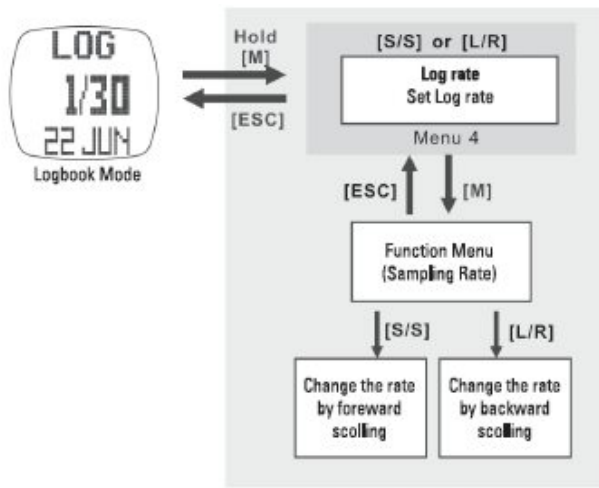 LOG
1/30
22 JUN
Logbook Mode
Hold
[M]
[ESC]
[S/S] or [L/R]
Log rate
Set Log rate
Menu 4
[ESC]
[M]
Function Menu
(Sampling Rate)
[S/S]
[L/R]
Change the rate
by foreward
scolling
Change the rate
by backward
scolling